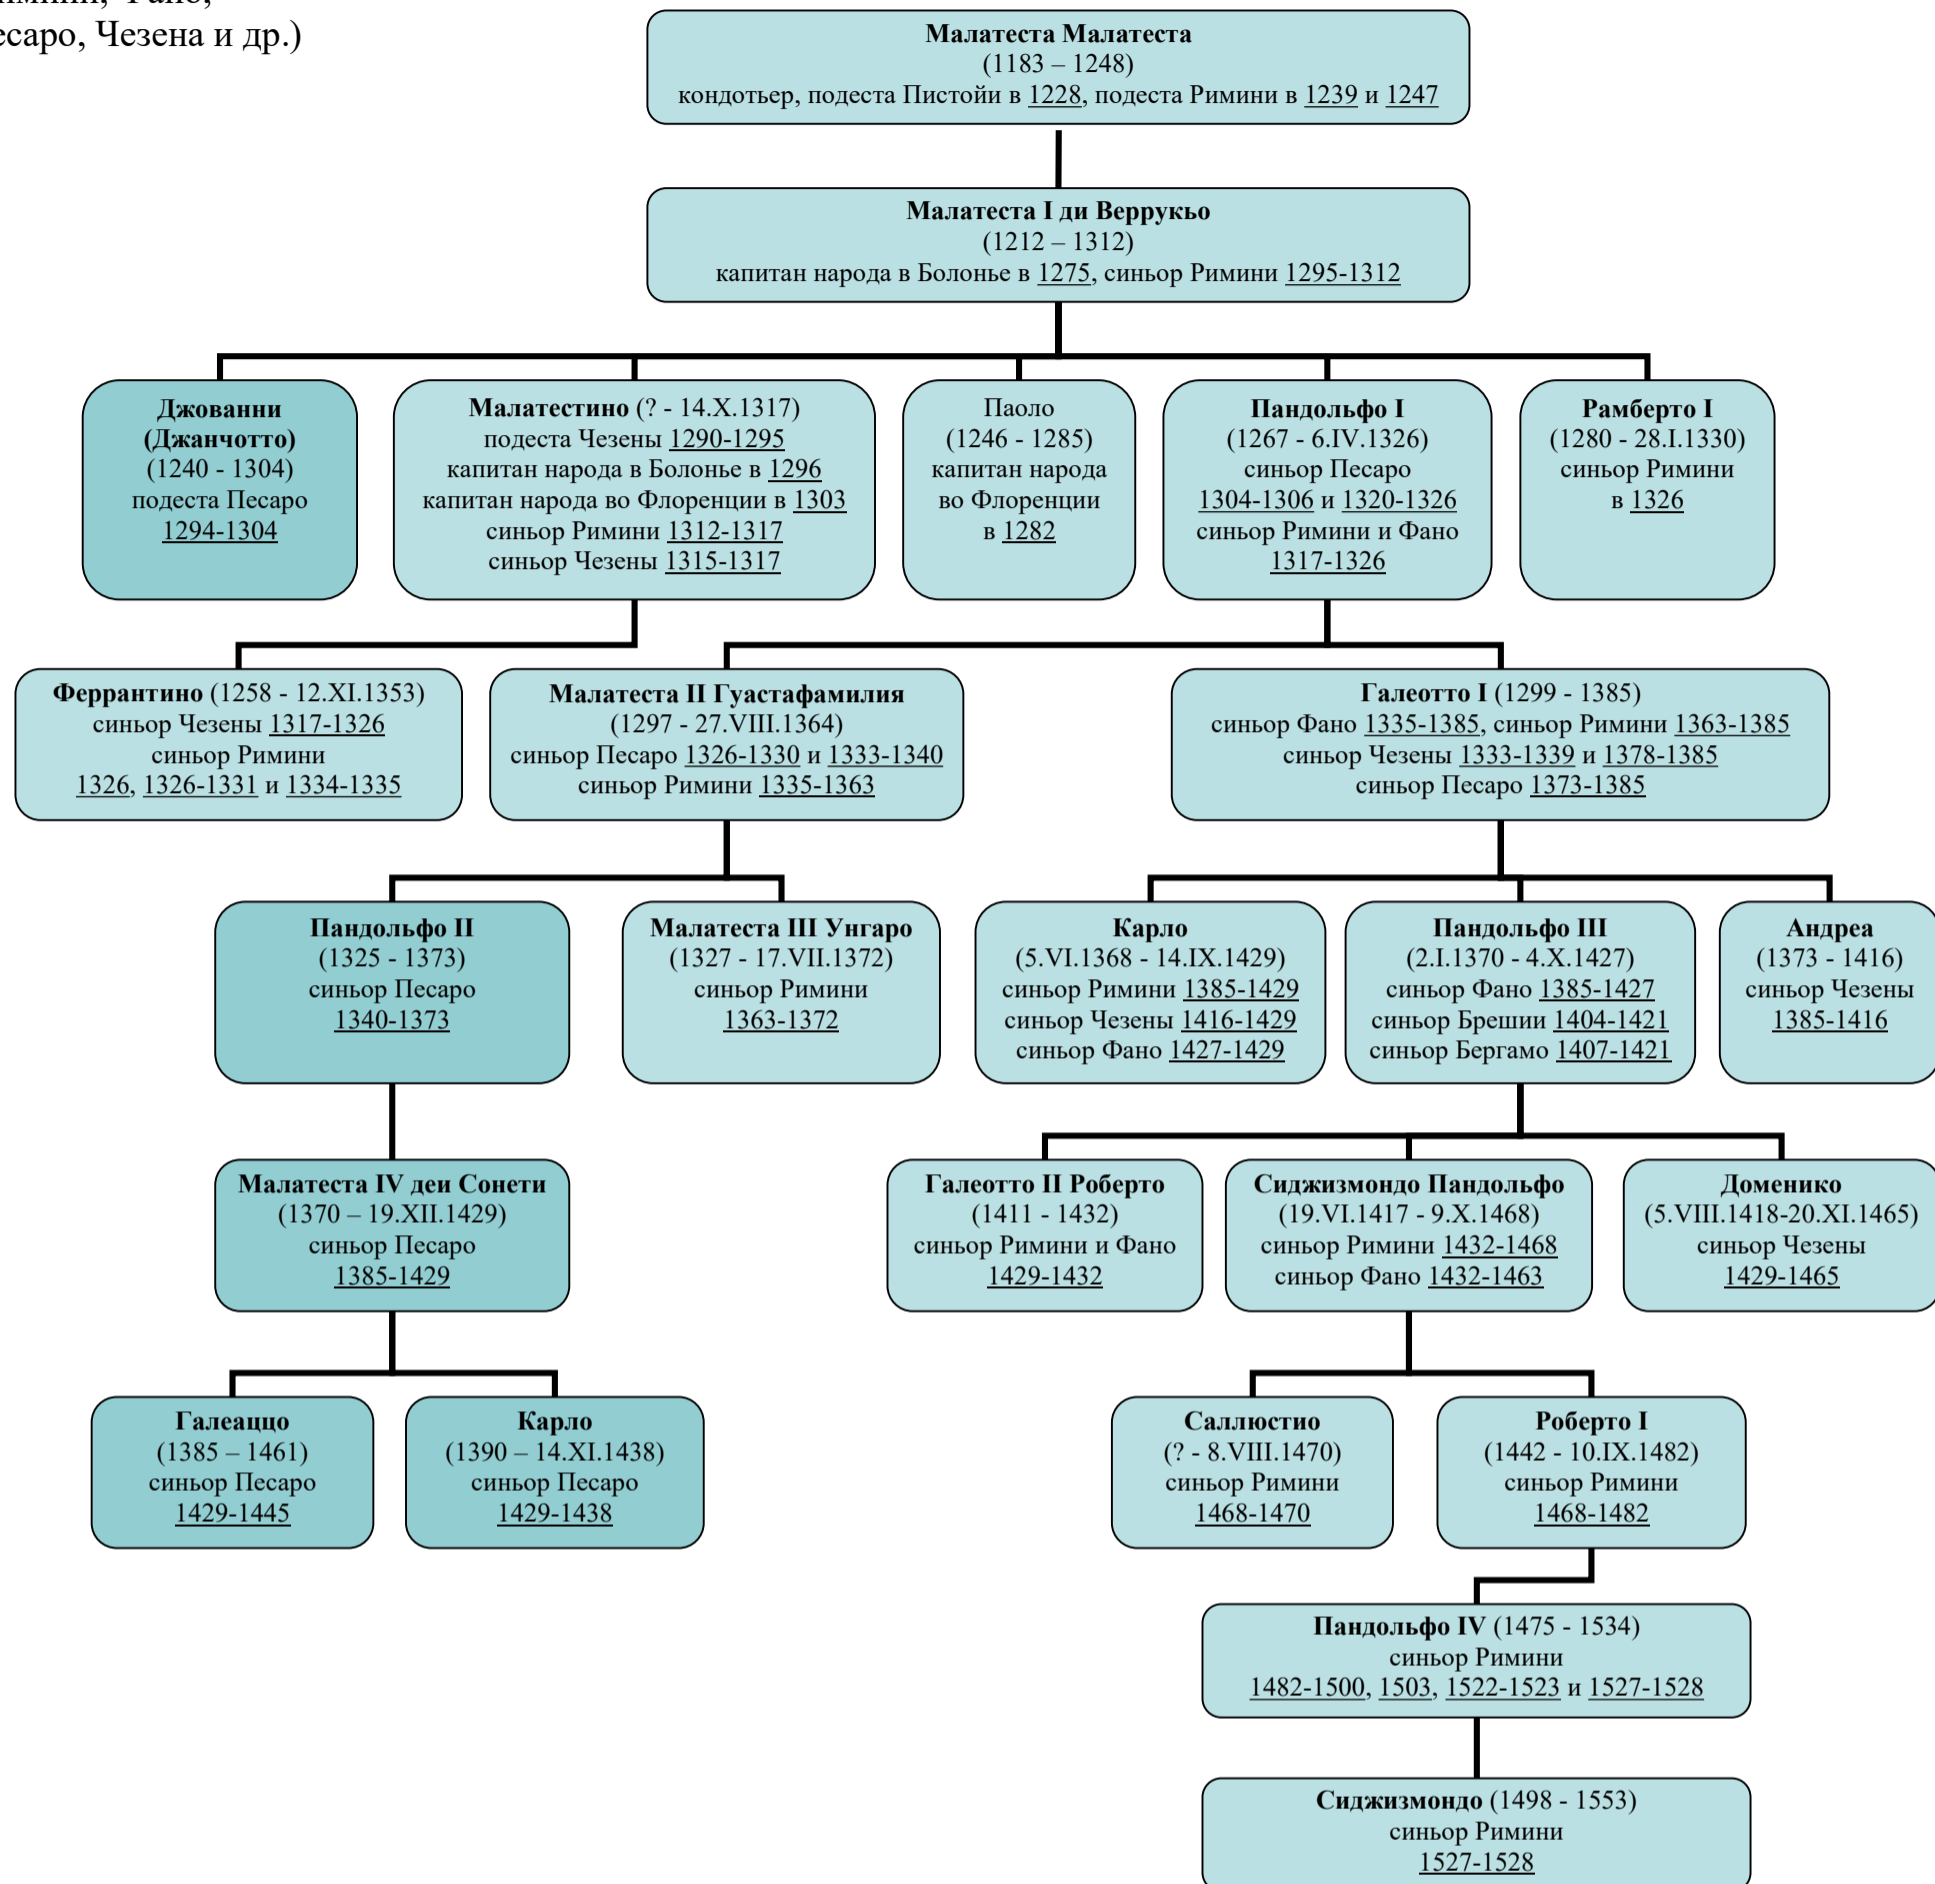 есаро, Чезена и др.)
Малатеста Малатеста
(1183 – 1248)
кондотьер, подеста Пистойи в 1228, подеста Римини в 1239 и 1247
Малатеста I ди Веррукьо
(1212 – 1312)
капитан народа в Болонье в 1275, синьор Римини 1295-1312
Джованни
(Джанчотто)
(1240 - 1304)
подеста Песаро
1294-1304
Малатестино (? - 14.X.1317)
подеста Чезены 1290-1295
капитан народа в Болонье в 1296
капитан народа во Флоренции в 1303
синьор Римини 1312-1317
синьор Чезены 1315-1317
Паоло
(1246 - 1285)
капитан народа
во Флоренции
в 1282
Пандольфо I
(1267 - 6.IV.1326)
синьор Песаро
1304-1306 и 1320-1326
синьор Римини и Фано
1317-1326
Рамберто I
(1280 - 28.I.1330)
синьор Римини
в 1326
Феррантино (1258 - 12.XI.1353)
синьор Чезены 1317-1326
синьор Римини
1326, 1326-1331 и 1334-1335
Малатеста II Гуастафамилия
(1297 - 27.VIII.1364)
синьор Песаро 1326-1330 и 1333-1340
синьор Римини 1335-1363
Галеотто I (1299 - 1385)
синьор Фано 1335-1385, синьор Римини 1363-1385
синьор Чезены 1333-1339 и 1378-1385
синьор Песаро 1373-1385
Пандольфо II
(1325 - 1373)
синьор Песаро
1340-1373
Малатеста III Унгаро
(1327 - 17.VII.1372)
синьор Римини
1363-1372
Карло
(5.VI.1368 - 14.IX.1429)
синьор Римини 1385-1429
синьор Чезены 1416-1429
синьор Фано 1427-1429
Пандольфо III
(2.I.1370 - 4.X.1427)
синьор Фано 1385-1427
синьор Брешии 1404-1421
синьор Бергамо 1407-1421
Андреа
(1373 - 1416)
синьор Чезены
1385-1416
Малатеста IV деи Сонети
(1370 – 19.XII.1429)
синьор Песаро
1385-1429
Галеотто II Роберто
(1411 - 1432)
синьор Римини и Фано
1429-1432
Сиджизмондо Пандольфо
(19.VI.1417 - 9.X.1468)
синьор Римини 1432-1468
синьор Фано 1432-1463
Доменико
(5.VIII.1418-20.XI.1465)
синьор Чезены
1429-1465
Галеаццо
(1385 – 1461)
синьор Песаро
1429-1445
Карло
(1390 – 14.XI.1438)
синьор Песаро
1429-1438
Саллюстио
(? - 8.VIII.1470)
синьор Римини
1468-1470
Роберто I
(1442 - 10.IX.1482)
синьор Римини
1468-1482
Пандольфо IV (1475 - 1534)
синьор Римини
1482-1500, 1503, 1522-1523 и 1527-1528
Сиджизмондо (1498 - 1553)
синьор Римини
1527-1528